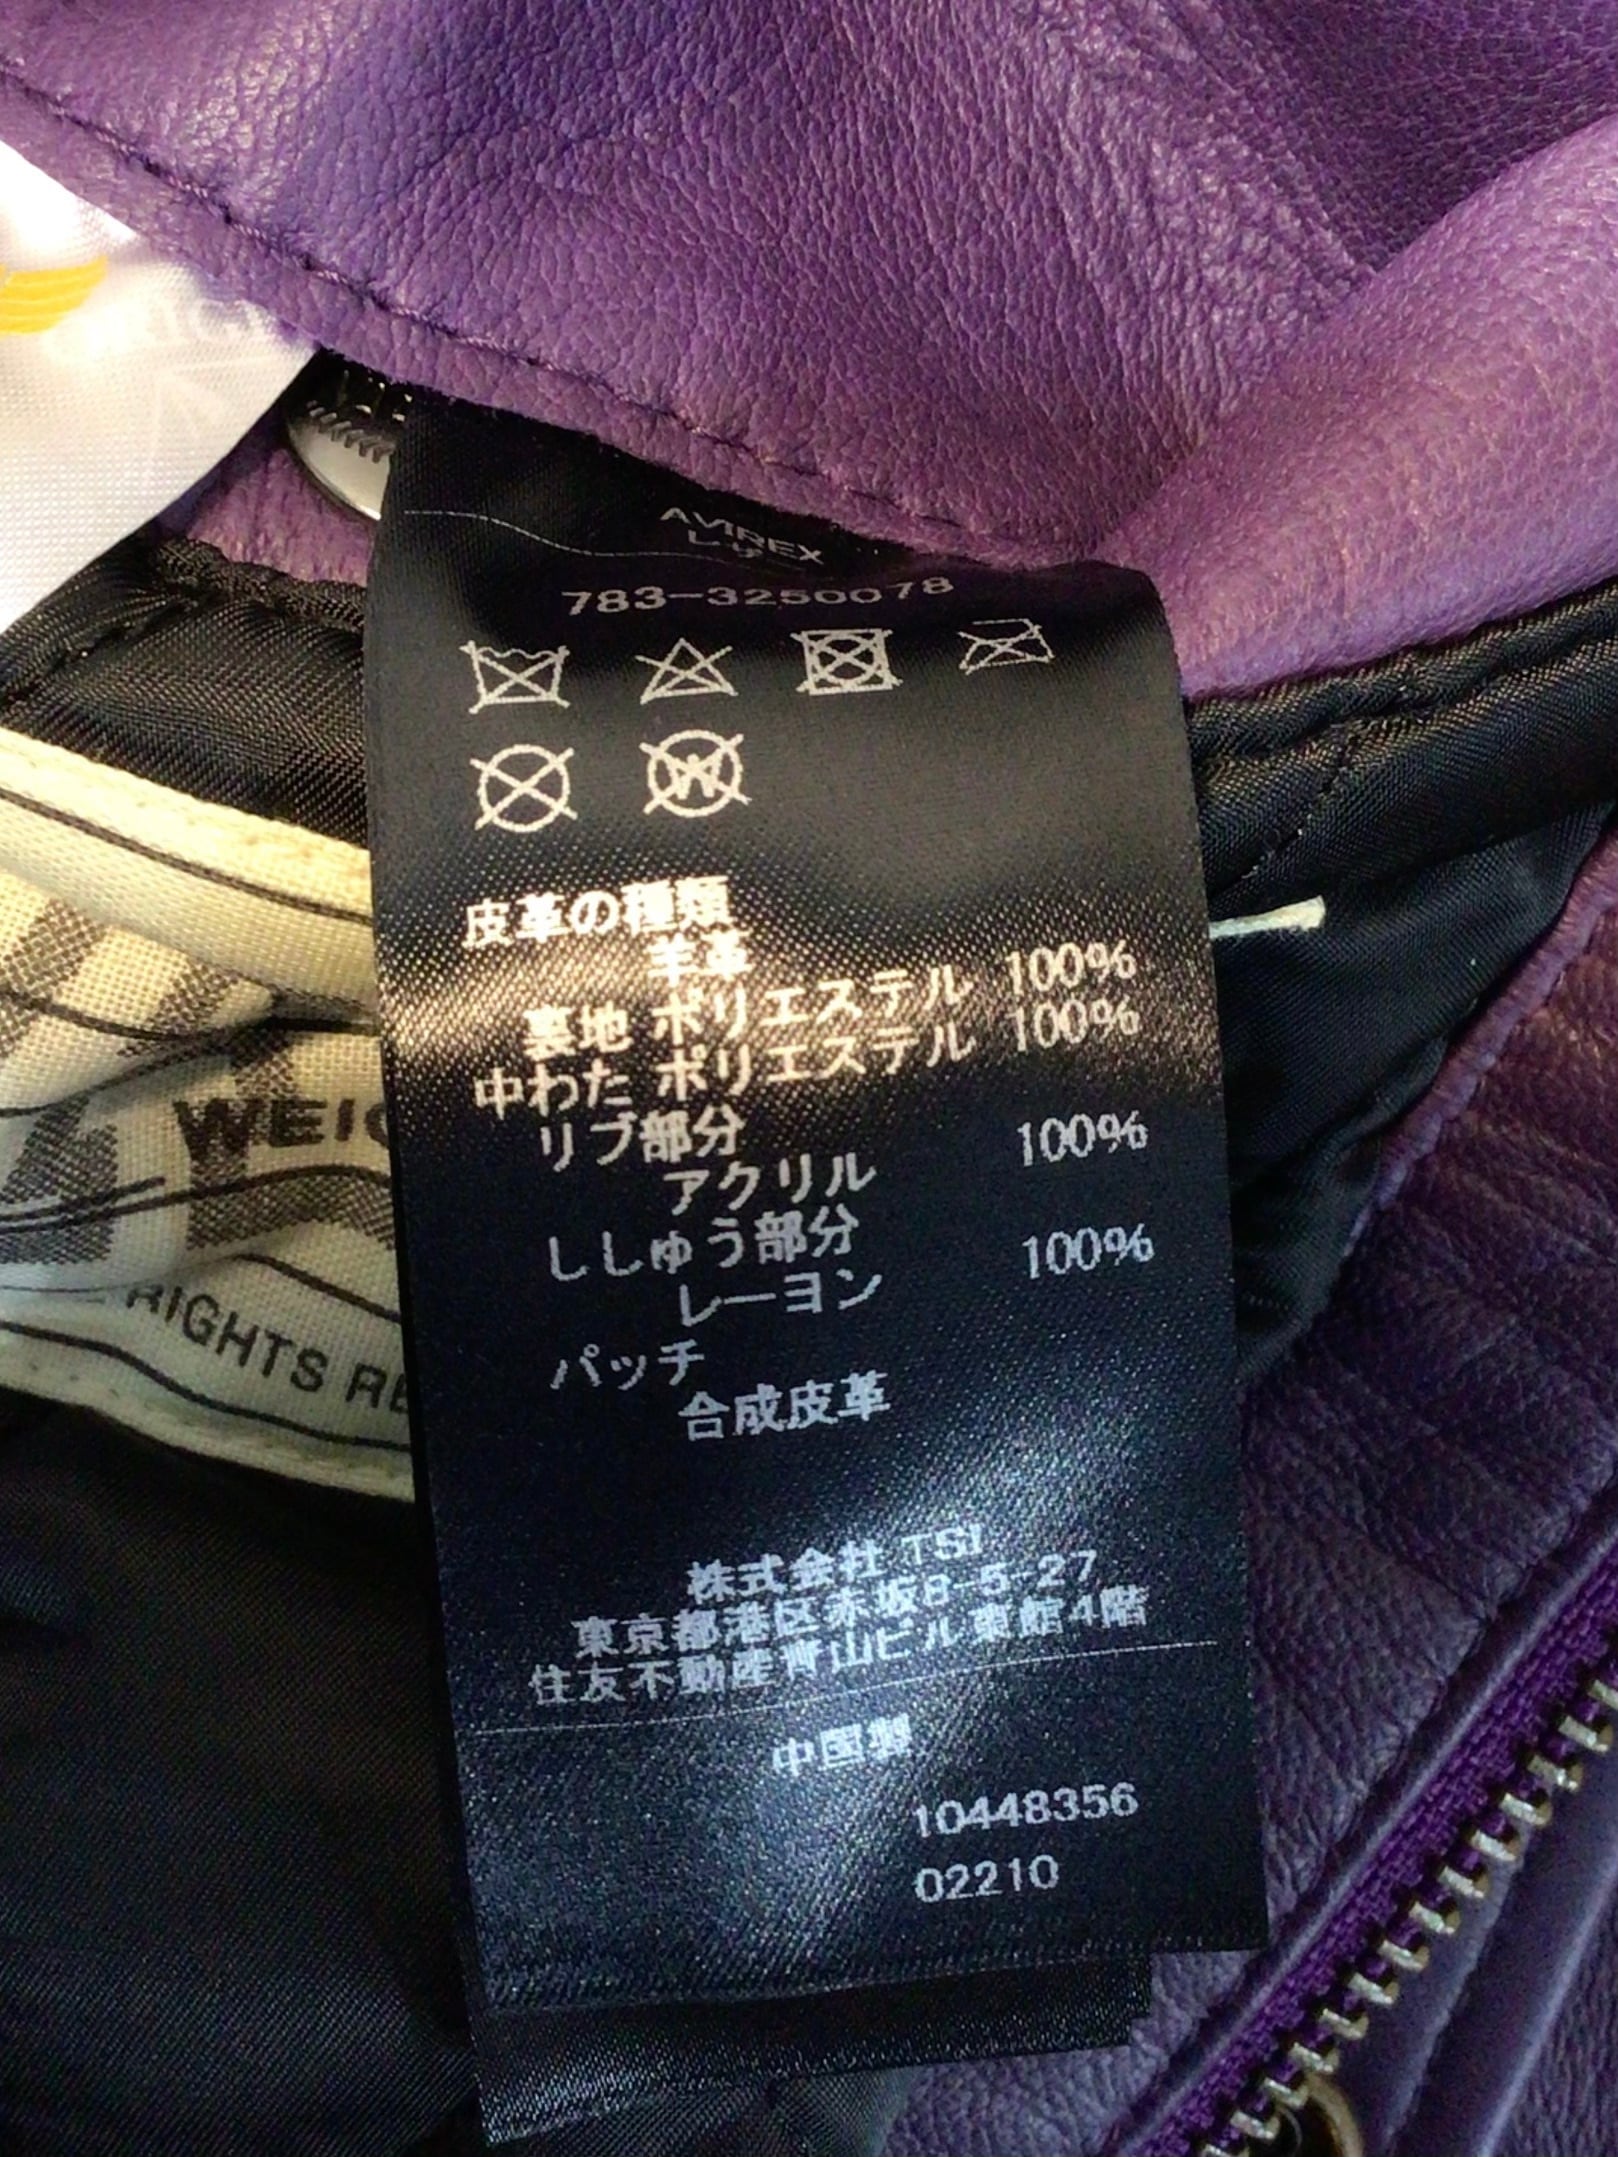 AVIREX
783-3250078
W
皮革の種類
羊革
裏地 ポリエステル 100%
中わた ポリエステル 100%
リブ部分
アクリル 100%
ししゅう部分
レーヨン 100%
パッチ
合成皮革
株式会社 TSI
東京都港区赤坂8-5-27
住友不動産青山ビル東館4階
中国製
10448356
02210
WEIG
RIGHTS RE